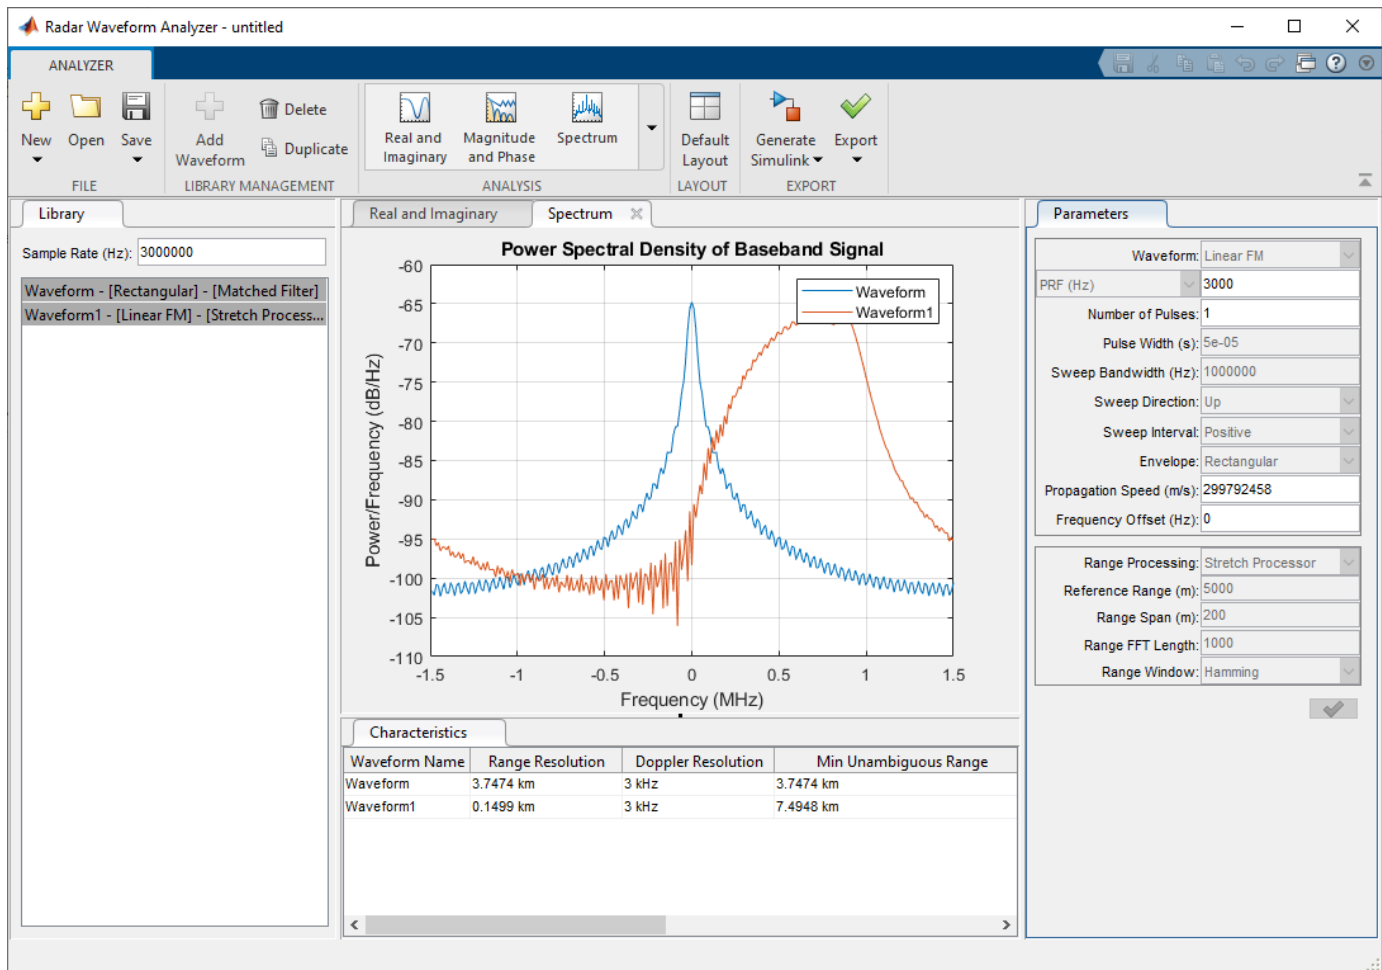 Radar Waveform Analyzer - untitled
ANALYZER
New
Open
Save
FILE
Add
Waveform
Delete
Duplicate
LIBRARY MANAGEMENT
Real and
Imaginary
Magnitude
and Phase
Spectrum
ANALYSIS
Default
Layout
LAYOUT
Generate
Simulink
Export
EXPORT
Library
Sample Rate (Hz): 3000000
Waveform - [Rectangular] - [Matched Filter]
Waveform1 - [Linear FM] - [Stretch Process...
Real and Imaginary
Spectrum
Power Spectral Density of Baseband Signal
Waveform
Waveform1
Power/Frequency (dB/Hz)
-60
-65
-70
-75
-80
-85
-90
-95
-100
-105
-110
-1.5 -1 -0.5 0 0.5 1 1.5
Frequency (MHz)
Characteristics
Waveform Name Range Resolution Doppler Resolution Min Unambiguous Range
Waveform 3.7474 km 3 kHz 3.7474 km
Waveform1 0.1499 km 3 kHz 7.4948 km
Parameters
Waveform: Linear FM
PRF (Hz) 3000
Number of Pulses: 1
Pulse Width (s): 5e-05
Sweep Bandwidth (Hz): 1000000
Sweep Direction: Up
Sweep Interval: Positive
Envelope: Rectangular
Propagation Speed (m/s): 299792458
Frequency Offset (Hz): 0
Range Processing: Stretch Processor
Reference Range (m): 5000
Range Span (m): 200
Range FFT Length: 1000
Range Window: Hamming